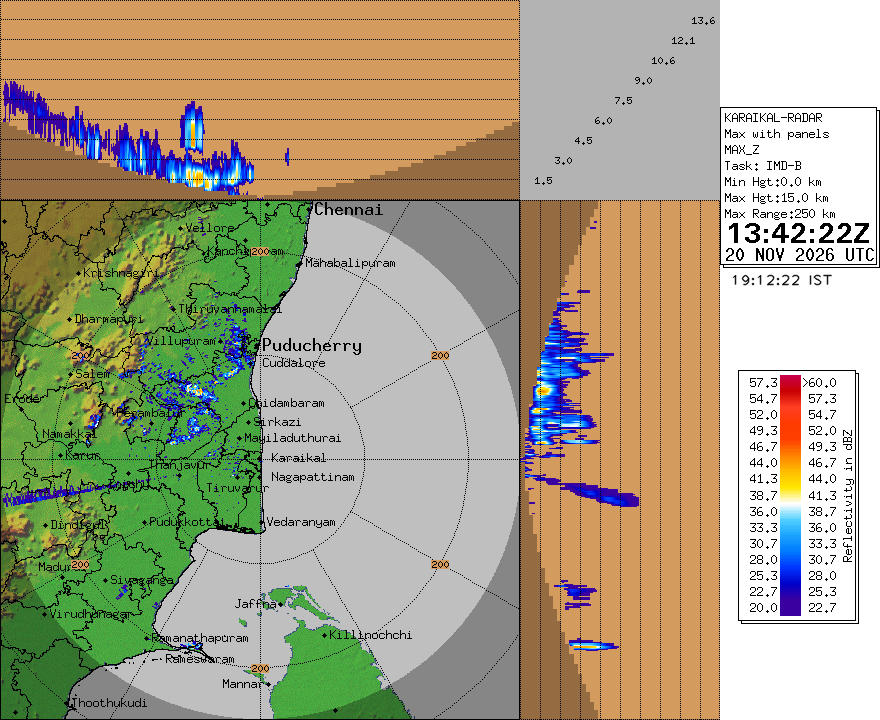 13.6
12.1
10.6
9.0
7.5
6.0
4.5
3.0
1.5
KARAIKAL-RADAR
Max with panels
MAX_Z
Task: IMD-B
Min Hgt:0.0 km
Max Hgt:15.0 km
Max Range:250 km
13:42:22Z
20 NOV 2026 UTC
19:12:22 IST
Chennai
Vellore
200
Mahabalipuram
Krishnagiri
Thiruvannamalai
Dharmapuri
Villupuram
Puducherry
200
200
Cuddalore
Salem
Erode
Chidambaram
Perambalur
Sirkazi
Namakkal
Mayiladuthurai
Karur
Karaikal
Thanjavur
Nagapattinam
Tiruvarur
Dindigul
Pudukkottai
Vedaranyam
200
200
Sivaganga
Jaffna
Virudhunagar
Ramanathapuram
Killinochchi
Rameswaram
200
Mannar
Thoothukudi
57.3 >60.0
54.7 57.3
52.0 54.7
49.3 52.0
46.7 49.3
44.0 46.7
41.3 44.0
38.7 41.3
36.0 38.7
33.3 36.0
30.7 33.3
28.0 30.7
25.3 28.0
22.7 25.3
20.0 22.7
Reflectivity in dBZ